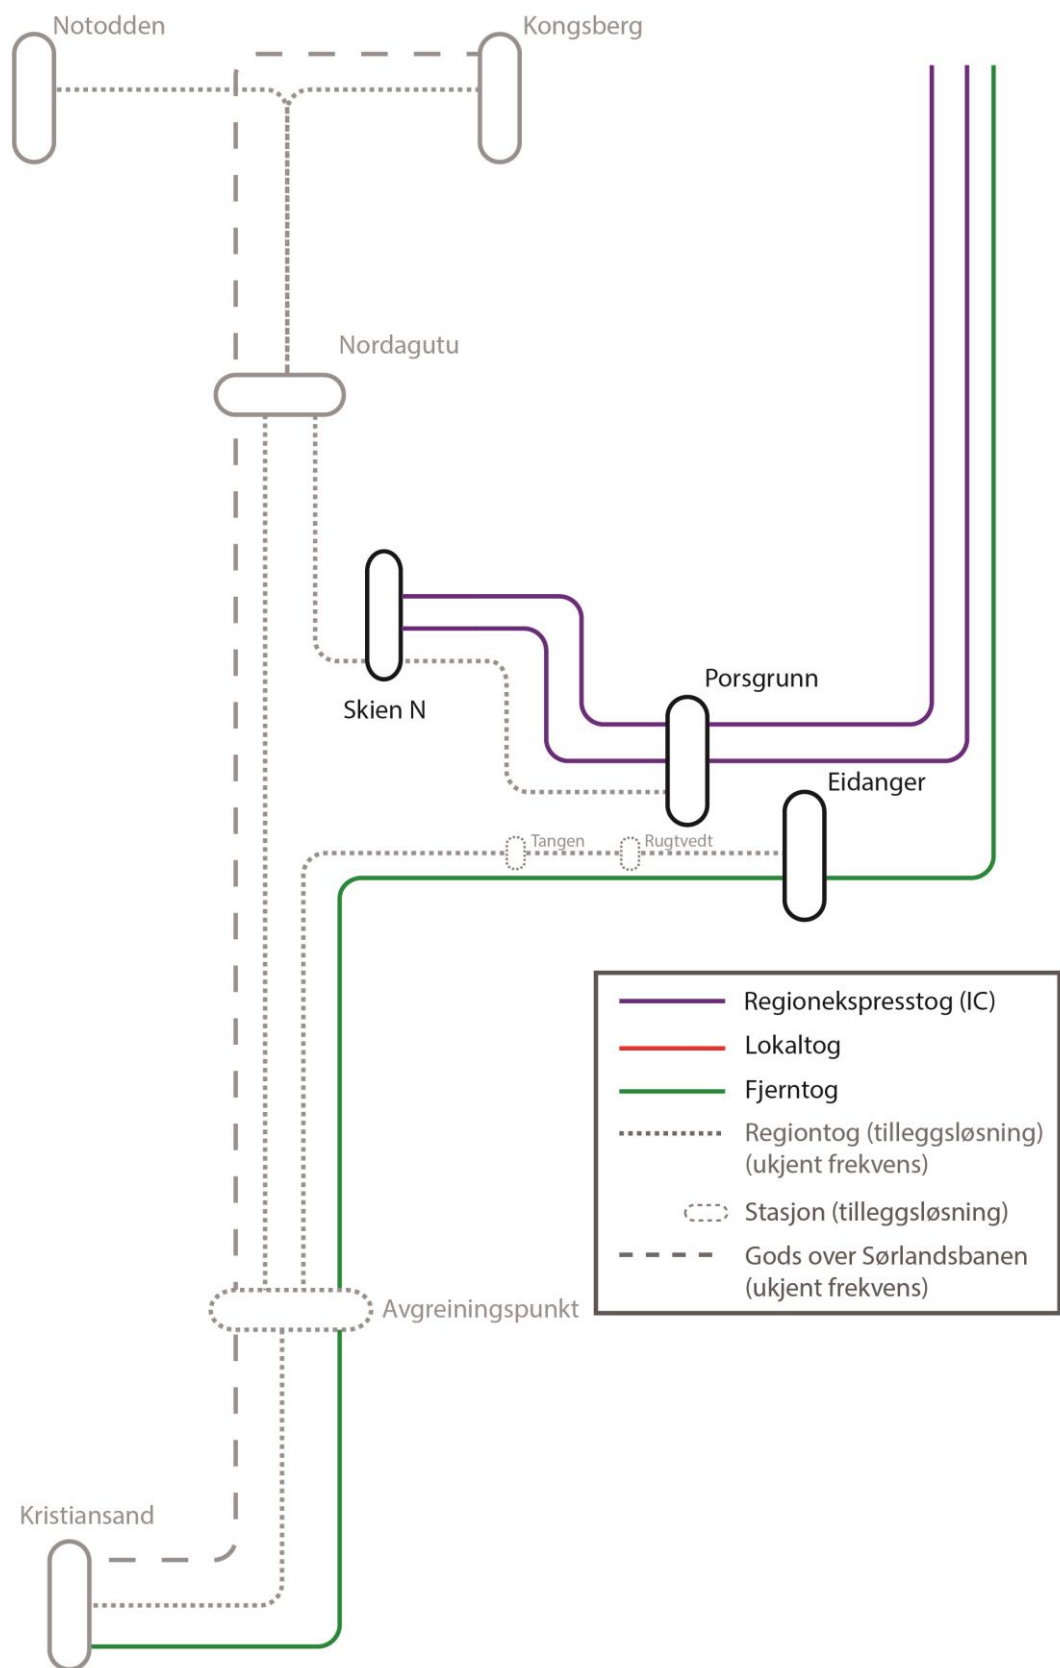 Notodden
Kongsberg
Nordagutu
Skien N
Porsgrunn
Eidanger
Tangen
Rugtvedt
Regionekspresstog (IC)
Lokaltog
Fjerntog
Regiontog (tilleggsløsning)
(ukjent frekvens)
Stasjon (tilleggsløsning)
Gods over Sørlandsbanen
(ukjent frekvens)
Avgreiningspunkt
Kristiansand